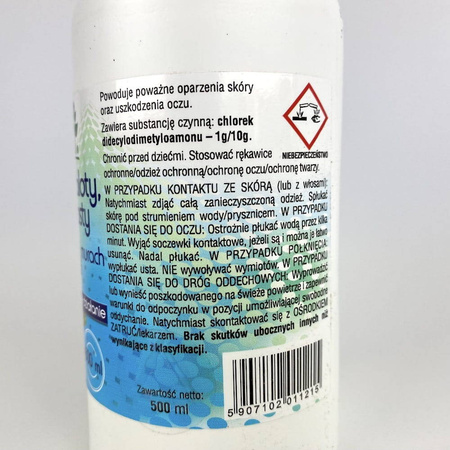 Powoduje poważne oparzenia skóry
oraz uszkodzenia oczu.
Zawiera substancję czynną: chlorek
didecylodimetyloamonu – 1g/10g.
NIEBEZPIECZEŃSTWO
Chronić przed dziećmi. Stosować rękawice
ochronne/odzież ochronną/ochronę oczu/ochronę twarzy.
W PRZYPADKU KONTAKTU ZE SKÓRĄ (lub z włosami):
Natychmiast zdjąć całą zanieczyszczoną odzież. Spłukać
skórę pod strumieniem wody/prysznicem. W PRZYPADKU
DOSTANIA SIĘ DO OCZU: Ostrożnie płukać wodą przez kilka
minut. Wyjąć soczewki kontaktowe, jeżeli są i można je łatwo
usunąć. Nadal płukać. W PRZYPADKU POŁKNIĘCIA:
wypłukać usta. NIE wywoływać wymiotów. W PRZYPADKU
DOSTANIA SIĘ DO DRÓG ODDECHOWYCH: Wyprowadzić
lub wynieść poszkodowanego na świeże powietrze i zapewnić
warunki do odpoczynku w pozycji umożliwiającej swobodne
oddychanie. Natychmiast skontaktować się z OŚRODKIEM
ZATRUĆ/lekarzem. Brak skutków ubocznych innych niż
wynikające z klasyfikacji.
Zawartość netto:
500 ml
5 907102 011215